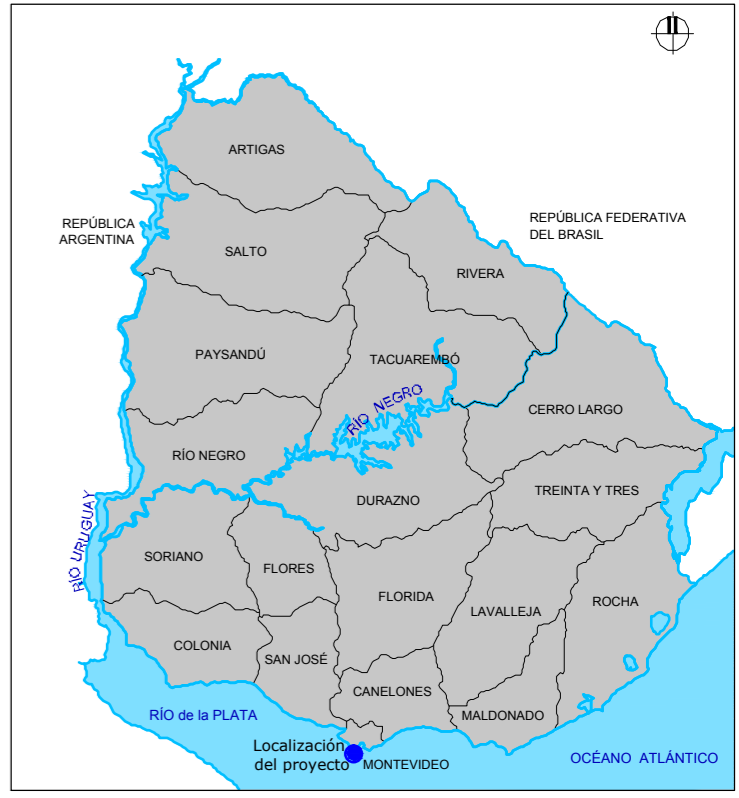 ARTIGAS
REPÚBLICA
ARGENTINA
REPÚBLICA FEDERATIVA
DEL BRASIL
SALTO
RIVERA
PAYSANDÚ
TACUAREMBÓ
RÍO NEGRO
CERRO LARGO
RÍO NEGRO
TREINTA Y TRES
DURAZNO
RÍO URUGUAY
SORIANO
FLORES
FLORIDA
LAVALLEJA
ROCHA
COLONIA
SAN JOSÉ
CANELONES
RÍO de la PLATA
MALDONADO
Localización
del proyecto
MONTEVIDEO
OCÉANO ATLÁNTICO